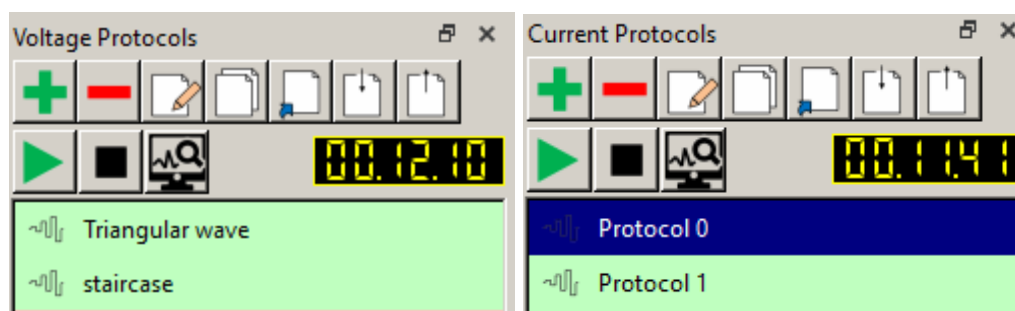 Voltage Protocols
00.12.10
Triangular wave
staircase
Current Protocols
00.11.41
Protocol 0
Protocol 1